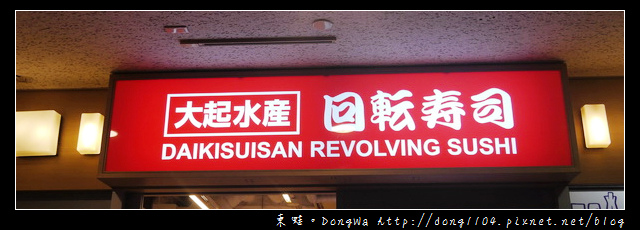 大起水産 回転寿司
DAIKISUISAN REVOLVING SUSHI
東蛙。DongWa http://dong1104.pixnet.net/blog